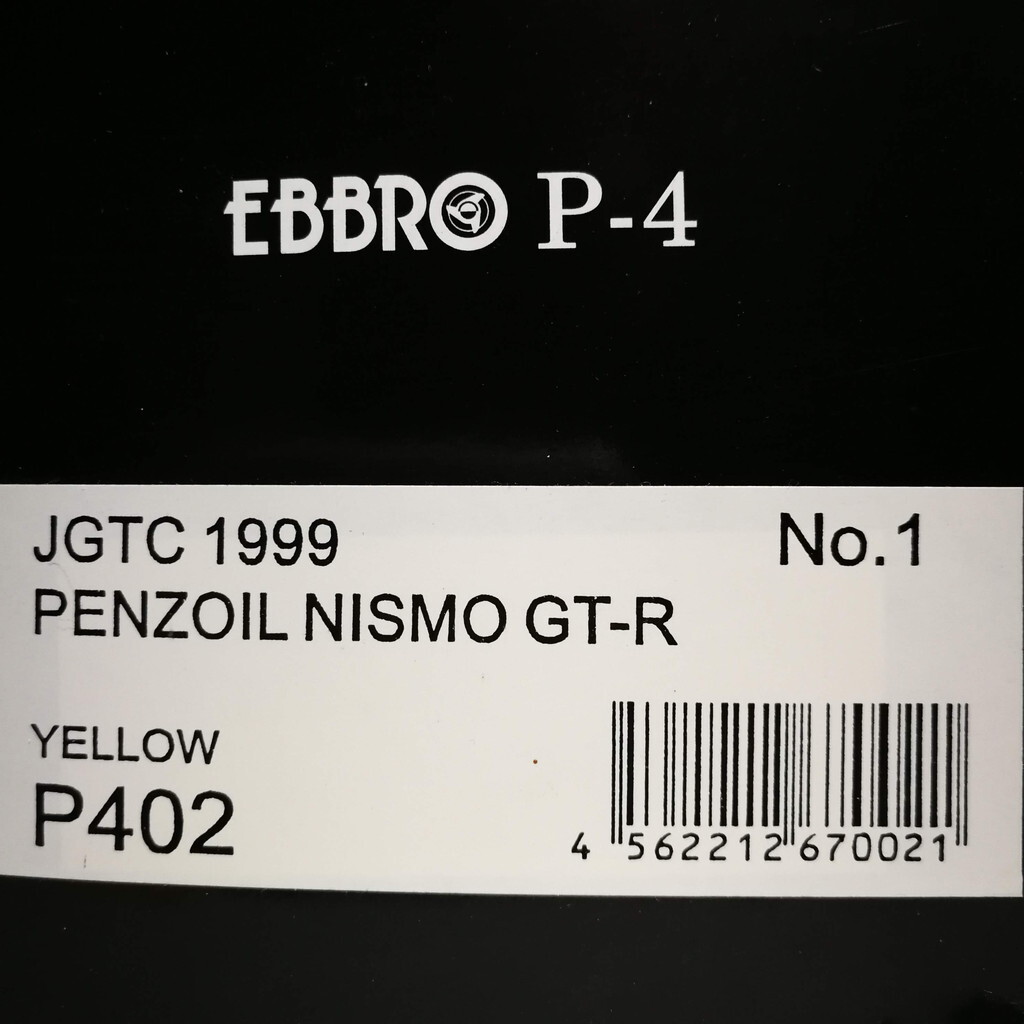 EBBRO P-4
JGTC 1999 No.1
PENZOIL NISMO GT-R
YELLOW
P402
4 562212 670021